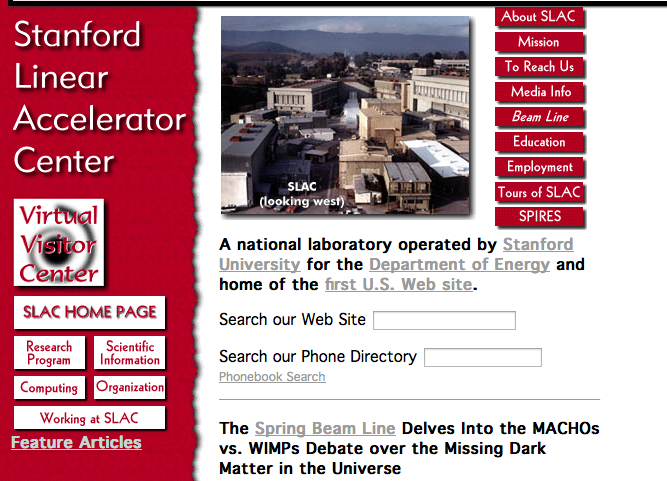 Stanford
Linear
Accelerator
Center
Virtual
Visitor
Center
SLAC HOME PAGE
Research
Program
Scientific
Information
Computing
Organization
Working at SLAC
Feature Articles
SLAC
(looking west)
About SLAC
Mission
To Reach Us
Media Info
Beam Line
Education
Employment
Tours of SLAC
SPIRES
A national laboratory operated by Stanford
University for the Department of Energy and
home of the first U.S. Web site.
Search our Web Site
Search our Phone Directory
Phonebook Search
The Spring Beam Line Delves Into the MACHOs
vs. WIMPs Debate over the Missing Dark
Matter in the Universe